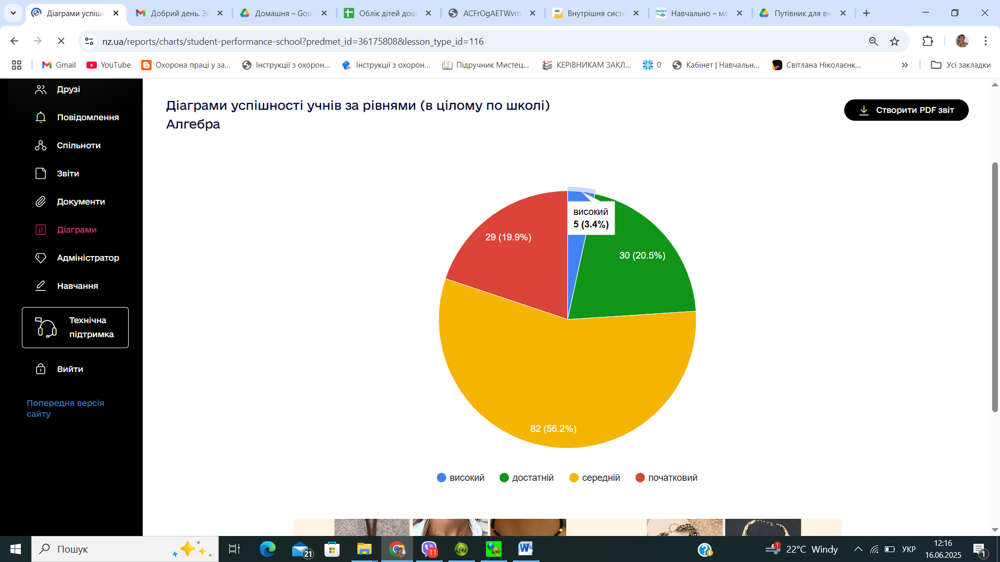 Діаграми успішн
Добрий день. Зв
Домашня – Goo
Облік дітей дош
ACFrOgAETWvm
Внутрішня систе
Навчально – ме
Путівник для вч
nz.ua/reports/charts/student-performance-school?predmet_id=36175808&lesson_type_id=116
Gmail
YouTube
Охорона праці у за...
Інструкції з охорон...
Інструкції з охорон...
Підручник Мистец...
КЕРІВНИКАМ ЗАКЛ...
0
Кабінет | Навчальн...
Світлана Ніколаєнк...
Усі закладки
Друзі
Повідомлення
Спільноти
Звіти
Документи
Діаграми
Адміністратор
Навчання
Технічна
підтримка
Вийти
Попередня версія
сайту
Діаграми успішності учнів за рівнями (в цілому по школі)
Алгебра
Створити PDF звіт
високий
5 (3.4%)
29 (19.9%)
30 (20.5%)
82 (56.2%)
високий
достатній
середній
початковий
Пошук
21
11
1
22°C Windy
УКР
12:16
16.06.2025
1